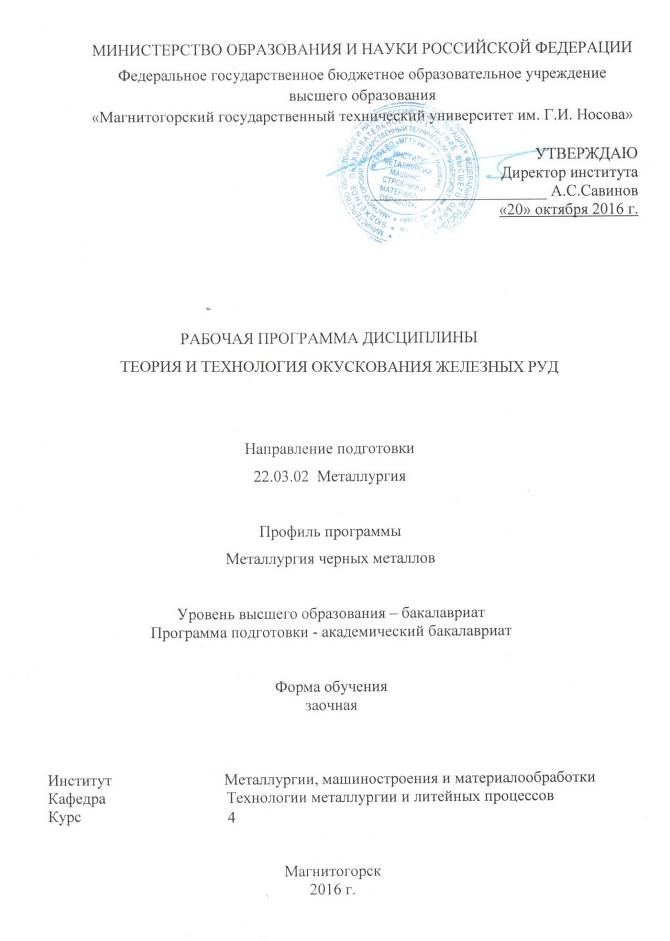 МИНИСТЕРСТВО ОБРАЗОВАНИЯ И НАУКИ РОССИЙСКОЙ ФЕДЕРАЦИИ
Федеральное государственное бюджетное образовательное учреждение
высшего образования
«Магнитогорский государственный технический университет им. Г.И. Носова»
УТВЕРЖДАЮ
Директор института
А.С.Савинов
«20» октября 2016 г.
ИНСТИТУТ
МЕТАЛЛУРГИИ
МАШИНО-
СТРОЕНИЯ И
РАБОЧАЯ ПРОГРАММА ДИСЦИПЛИНЫ
ТЕОРИЯ И ТЕХНОЛОГИЯ ОКУСКОВАНИЯ ЖЕЛЕЗНЫХ РУД
Направление подготовки
22.03.02 Металлургия
Профиль программы
Металлургия черных металлов
Уровень высшего образования – бакалавриат
Программа подготовки - академический бакалавриат
Форма обучения
заочная
Институт Металлургии, машиностроения и материалообработки
Кафедра Технологии металлургии и литейных процессов
Курс 4
Магнитогорск
2016 г.